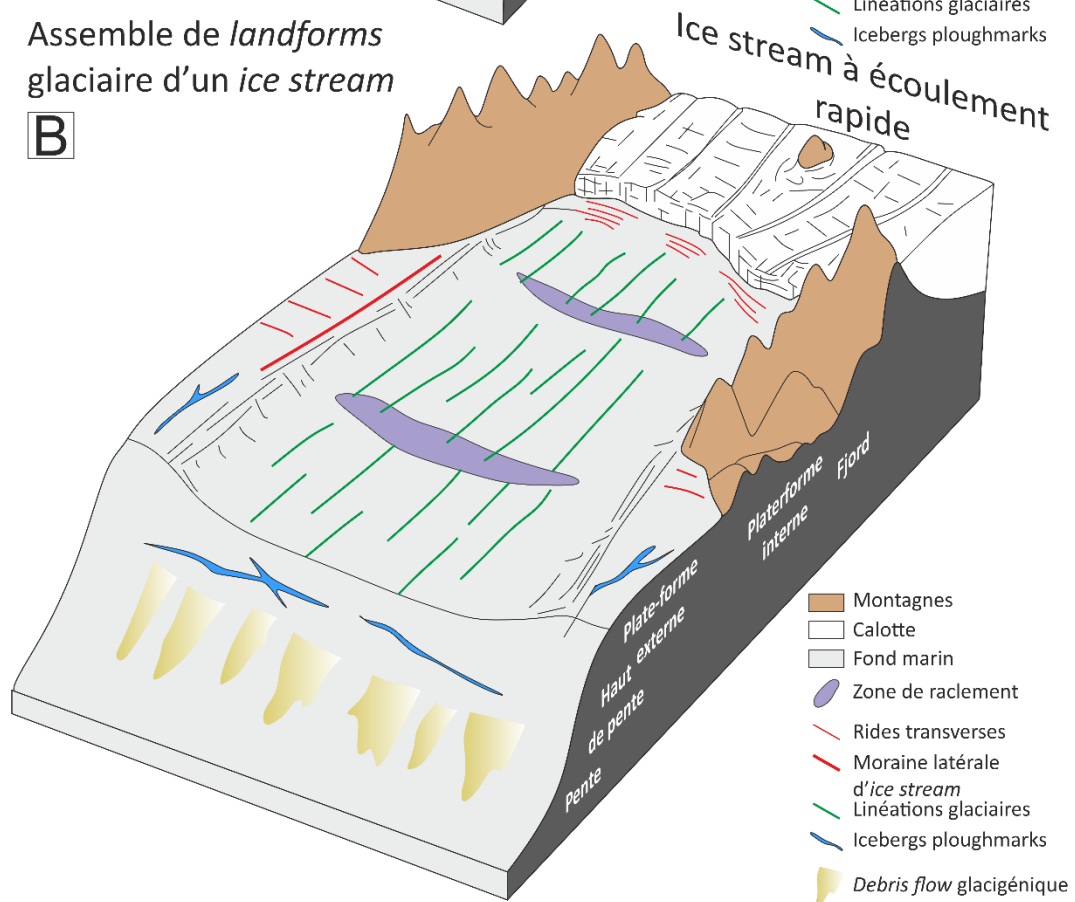 Linéations glaciaires
Icebergs ploughmarks
Assemble de landforms
glaciaire d'un ice stream
B
Ice stream à écoulement
rapide
Fjord
Platerforme
interne
Plate-forme
externe
Haut
de pente
Pente
Montagnes
Calotte
Fond marin
Zone de raclement
Rides transverses
Moraine latérale
d'ice stream
Linéations glaciaires
Icebergs ploughmarks
Debris flow glacigénique